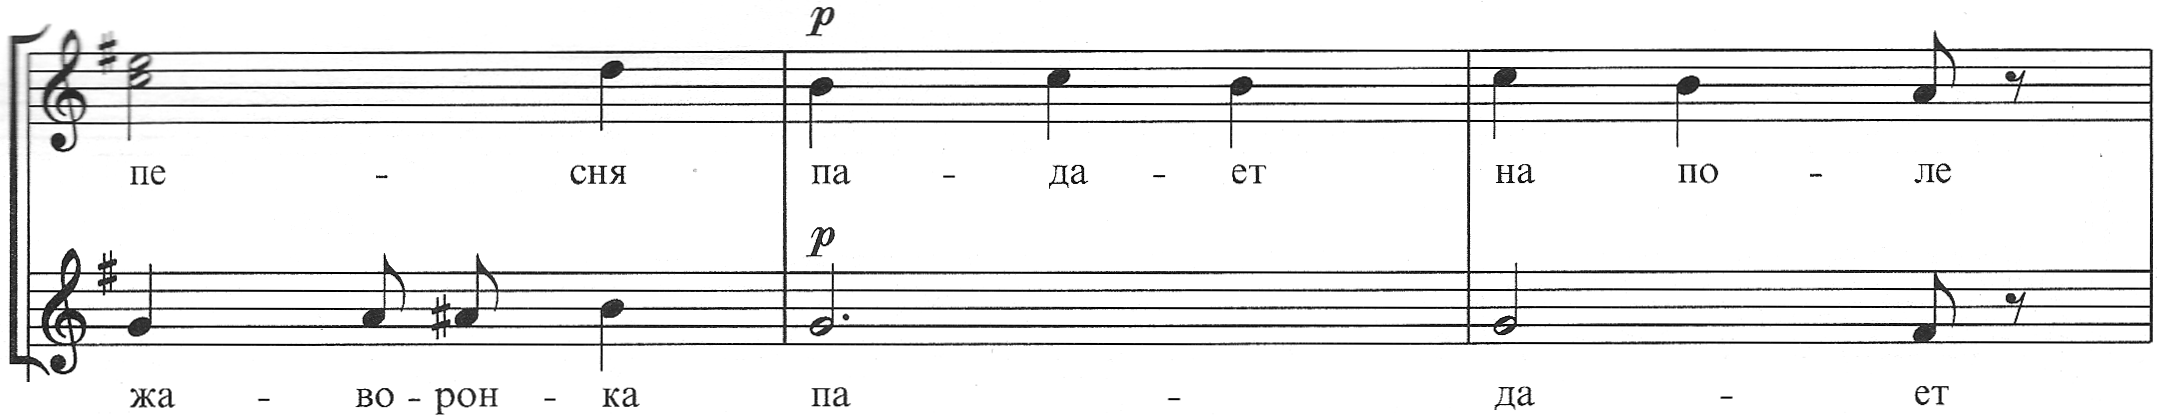 p
пе - сня па - да - ет на по - ле
p
жа - во - рон - ка па - да - ет